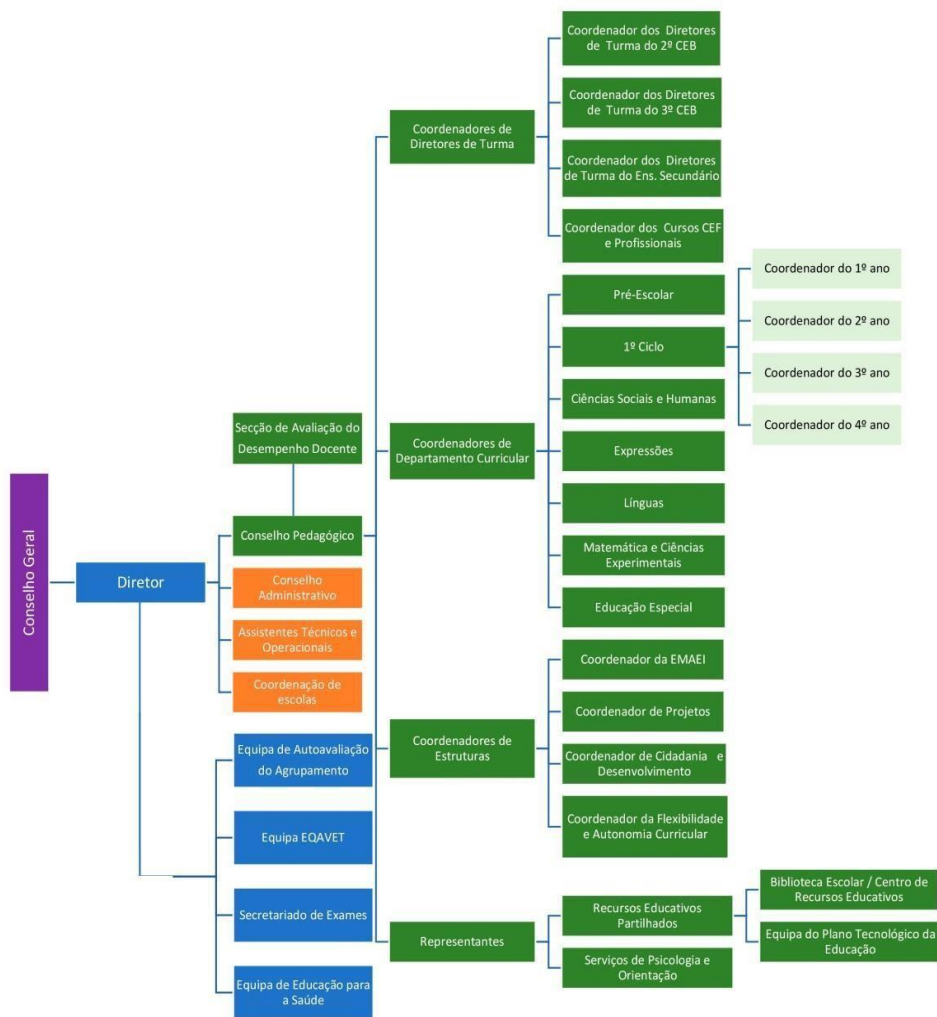 Conselho Geral
Diretor
Secção de Avaliação do
Desempenho Docente
Conselho Pedagógico
Conselho
Administrativo
Assistentes Técnicos e
Operacionais
Coordenação de
escolas
Equipa de Autoavaliação
do Agrupamento
Equipa EQAVET
Secretariado de Exames
Equipa de Educação para
a Saúde
Coordenadores de
Diretores de Turma
Coordenador dos Diretores
de Turma do 2º CEB
Coordenador dos Diretores
de Turma do 3º CEB
Coordenador dos Diretores
de Turma do Ens. Secundário
Coordenador dos Cursos CEF
e Profissionais
Coordenadores de
Departamento Curricular
Pré-Escolar
1º Ciclo
Coordenador do 1º ano
Coordenador do 2º ano
Coordenador do 3º ano
Coordenador do 4º ano
Ciências Sociais e Humanas
Expressões
Línguas
Matemática e Ciências
Experimentais
Educação Especial
Coordenadores de
Estruturas
Coordenador da EMAEI
Coordenador de Projetos
Coordenador de Cidadania e
Desenvolvimento
Coordenador da Flexibilidade
e Autonomia Curricular
Representantes
Recursos Educativos
Partilhados
Biblioteca Escolar / Centro de
Recursos Educativos
Equipa do Plano Tecnológico da
Educação
Serviços de Psicologia e
Orientação